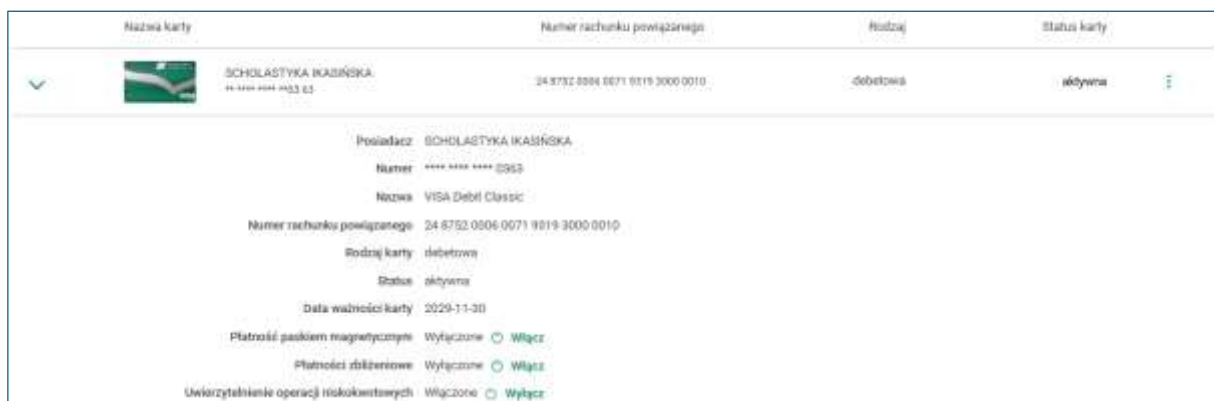 Nazwa karty Numer rachunku powiązanego Rodzaj Status karty
SCHOLASTYKA IKASIŃSKA 24 8752 0006 0071 9319 3000 0010 debetowa aktywna
** **** **** **63 63
Posiadacz SCHOLASTYKA IKASIŃSKA
Numer **** **** **** 0363
Nazwa VISA Debit Classic
Numer rachunku powiązanego 24 8752 0006 0071 9319 3000 0010
Rodzaj karty debetowa
Status aktywna
Data ważności karty 2029-11-30
Płatność paskiem magnetycznym Wyłączone Włącz
Płatności zbliżeniowe Wyłączone Włącz
Uwierzytelnienie operacji niskokwotowych Włączone Wyłącz